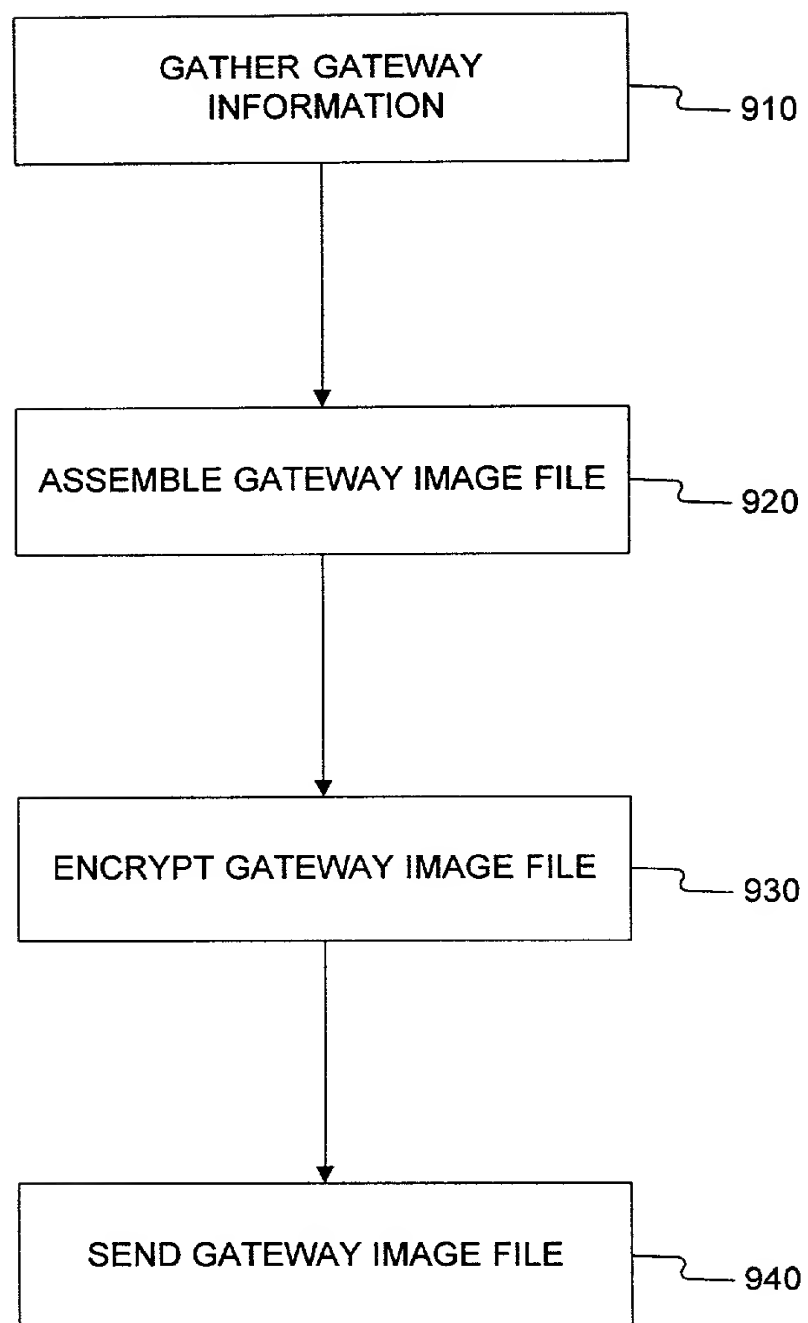 GATHER GATEWAY
INFORMATION
910
ASSEMBLE GATEWAY IMAGE FILE
920
ENCRYPT GATEWAY IMAGE FILE
930
SEND GATEWAY IMAGE FILE
940